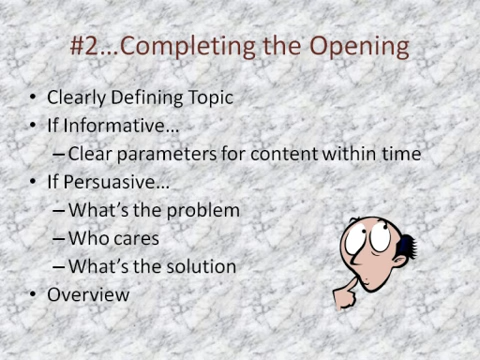 #2…Completing the Opening
• Clearly Defining Topic
• If Informative…
– Clear parameters for content within time
• If Persuasive…
– What's the problem
– Who cares
– What's the solution
• Overview